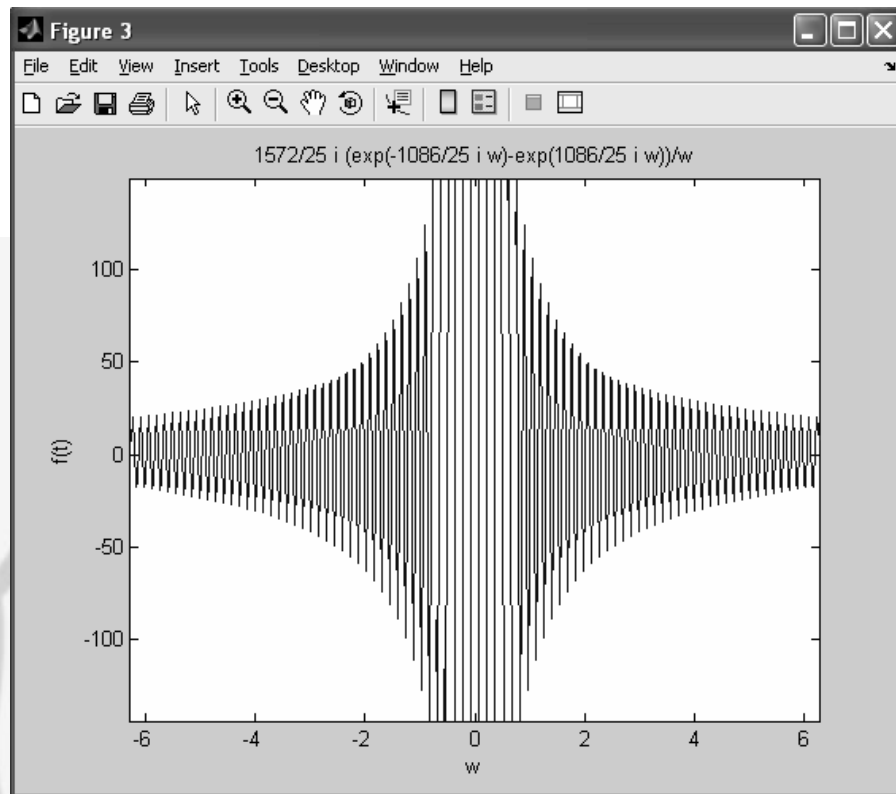 Figure 3
File Edit View Insert Tools Desktop Window Help
1572/25 i (exp(-1086/25 i w)-exp(1086/25 i w))/w
100
50
0
-50
-100
f(t)
-6 -4 -2 0 2 4 6
w